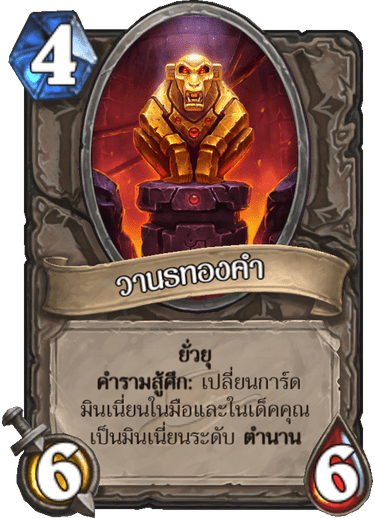 4
วานรทองคำ
ยั่วยุ
คำรามสู้ศึก: เปลี่ยนการ์ด
มินเนี่ยนในมือและในเด็คคุณ
เป็นมินเนี่ยนระดับ ตำนาน
6
6